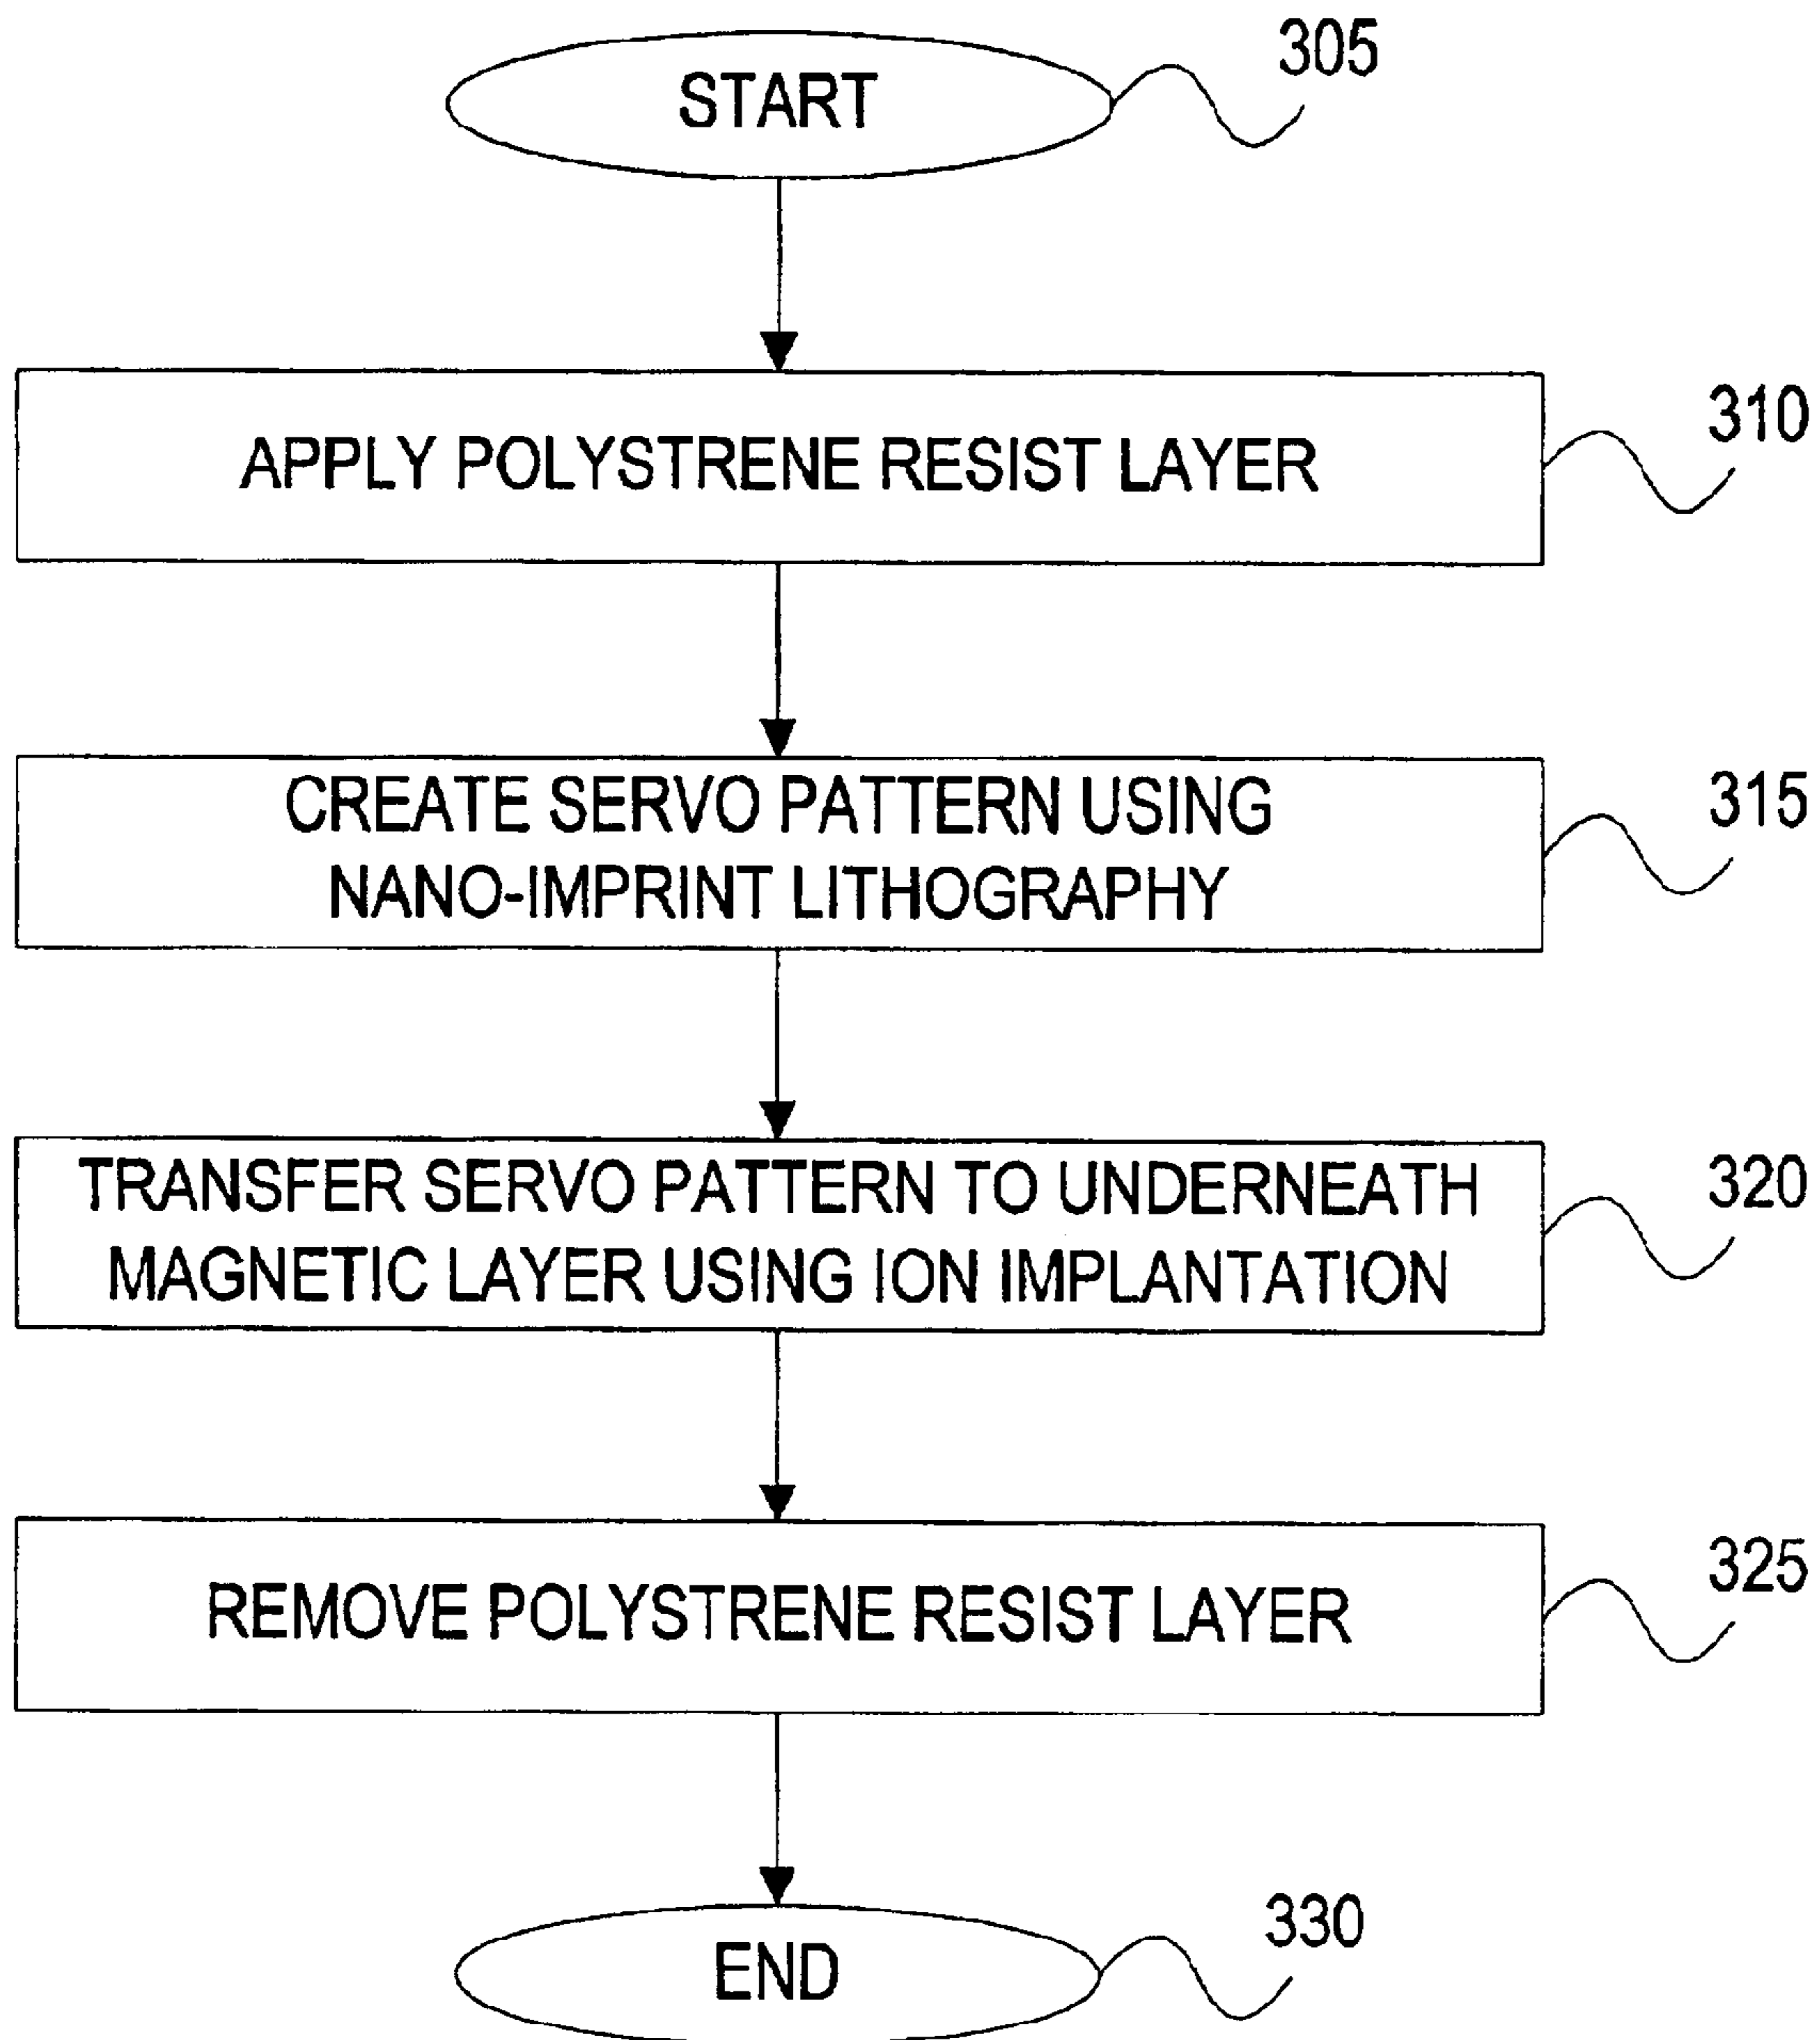 START
305
APPLY POLYSTRENE RESIST LAYER
310
CREATE SERVO PATTERN USING
NANO-IMPRINT LITHOGRAPHY
315
TRANSFER SERVO PATTERN TO UNDERNEATH
MAGNETIC LAYER USING ION IMPLANTATION
320
REMOVE POLYSTRENE RESIST LAYER
325
END
330